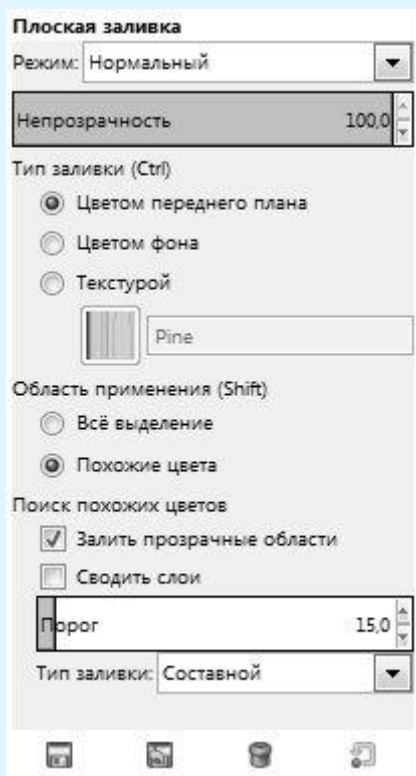 Плоская заливка
Режим: Нормальный
Непрозрачность 100,0
Тип заливки (Ctrl)
Цветом переднего плана
Цветом фона
Текстурой
Pine
Область применения (Shift)
Всё выделение
Похожие цвета
Поиск похожих цветов
Залить прозрачные области
Сводить слои
Порог 15,0
Тип заливки: Составной